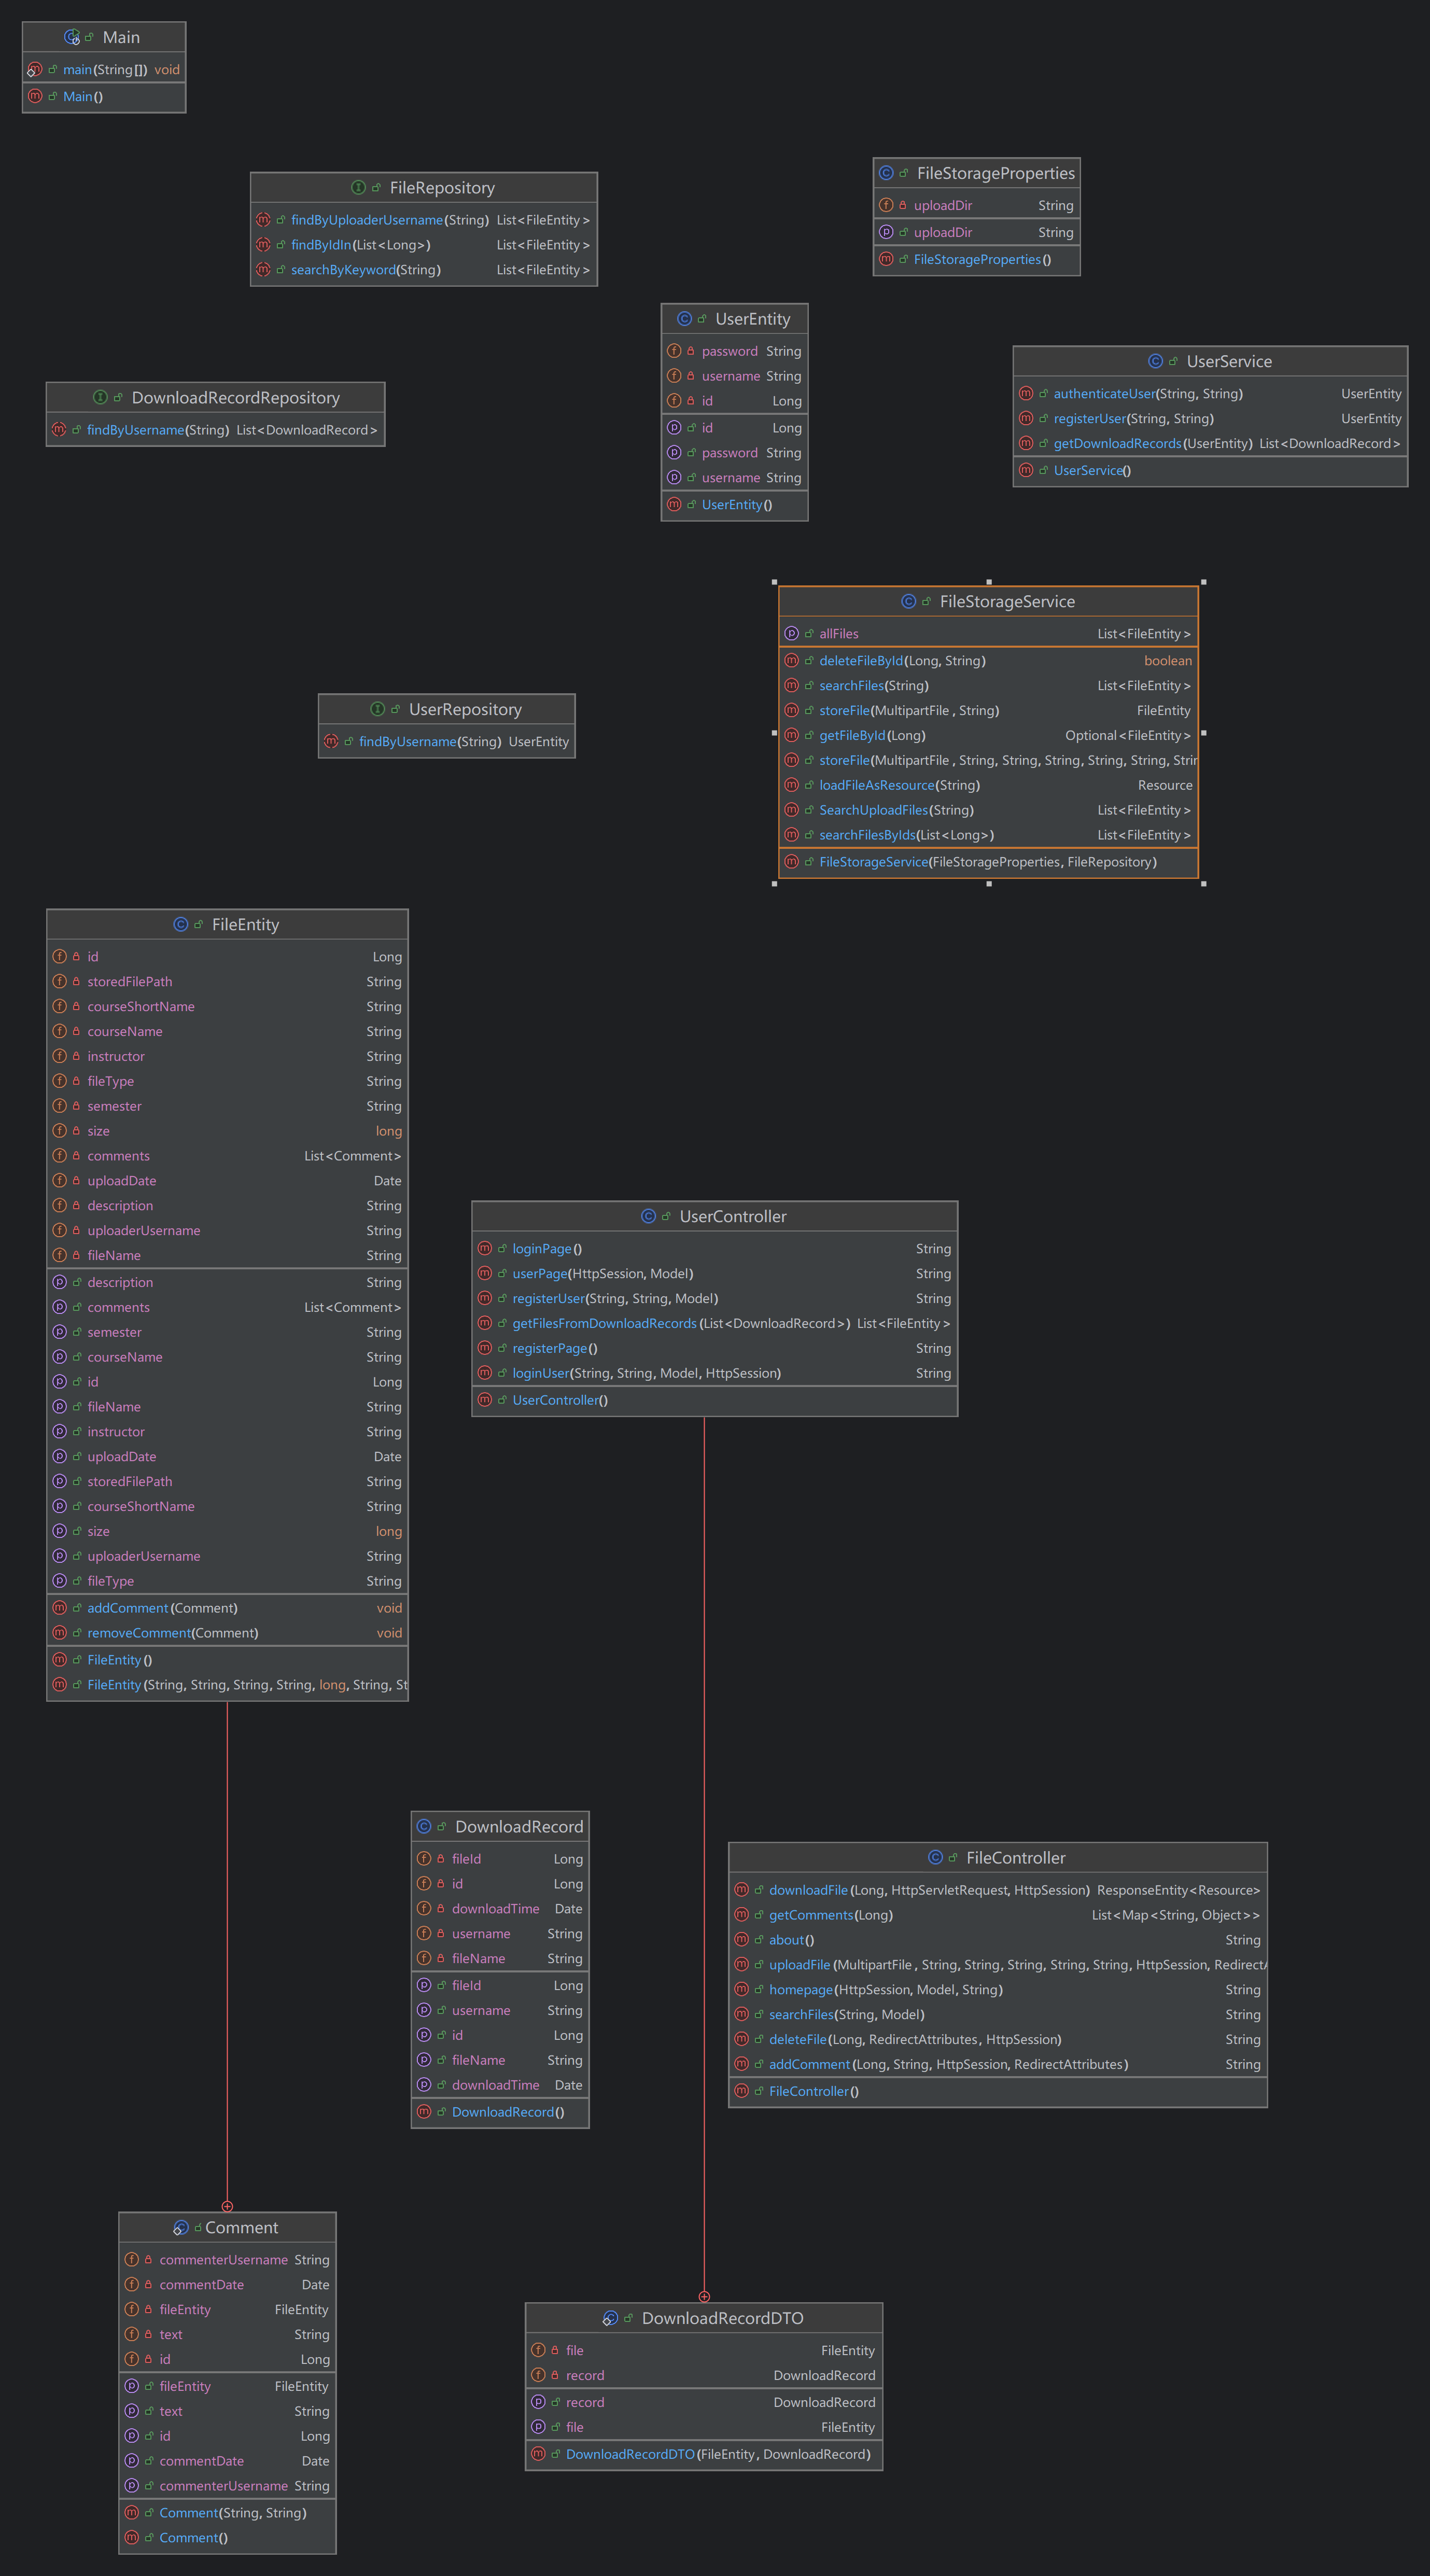 Main
main(String[]) void
Main()
FileRepository
findByUploaderUsername(String) List<FileEntity>
findByIdIn(List<Long>) List<FileEntity>
searchByKeyword(String) List<FileEntity>
FileStorageProperties
uploadDir String
uploadDir String
FileStorageProperties()
UserEntity
password String
username String
id Long
id Long
password String
username String
UserEntity()
UserService
authenticateUser(String, String) UserEntity
registerUser(String, String) UserEntity
getDownloadRecords(UserEntity) List<DownloadRecord>
UserService()
DownloadRecordRepository
findByUsername(String) List<DownloadRecord>
FileStorageService
allFiles List<FileEntity>
deleteFileById(Long, String) boolean
searchFiles(String) List<FileEntity>
storeFile(MultipartFile, String) FileEntity
getFileById(Long) Optional<FileEntity>
storeFile(MultipartFile, String, String, String, String, String, Strin
loadFileAsResource(String) Resource
SearchUploadFiles(String) List<FileEntity>
searchFilesByIds(List<Long>) List<FileEntity>
FileStorageService(FileStorageProperties, FileRepository)
UserRepository
findByUsername(String) UserEntity
FileEntity
id Long
storedFilePath String
courseShortName String
courseName String
instructor String
fileType String
semester String
size long
comments List<Comment>
uploadDate Date
description String
uploaderUsername String
fileName String
description String
comments List<Comment>
semester String
courseName String
id Long
fileName String
instructor String
uploadDate Date
storedFilePath String
courseShortName String
size long
uploaderUsername String
fileType String
addComment(Comment) void
removeComment(Comment) void
FileEntity()
FileEntity(String, String, String, String, long, String, St
UserController
loginPage() String
userPage(HttpSession, Model) String
registerUser(String, String, Model) String
getFilesFromDownloadRecords(List<DownloadRecord>) List<FileEntity>
registerPage() String
loginUser(String, String, Model, HttpSession) String
UserController()
DownloadRecord
fileId Long
id Long
downloadTime Date
username String
fileName String
fileId Long
username String
id Long
fileName String
downloadTime Date
DownloadRecord()
FileController
downloadFile(Long, HttpServletRequest, HttpSession) ResponseEntity<Resource>
getComments(Long) List<Map<String, Object>>
about() String
uploadFile(MultipartFile, String, String, String, String, String, HttpSession, RedirectA
homepage(HttpSession, Model, String) String
searchFiles(String, Model) String
deleteFile(Long, RedirectAttributes, HttpSession) String
addComment(Long, String, HttpSession, RedirectAttributes) String
FileController()
Comment
commenterUsername String
commentDate Date
fileEntity FileEntity
text String
id Long
fileEntity FileEntity
text String
id Long
commentDate Date
commenterUsername String
Comment(String, String)
Comment()
DownloadRecordDTO
file FileEntity
record DownloadRecord
record DownloadRecord
file FileEntity
DownloadRecordDTO(FileEntity, DownloadRecord)